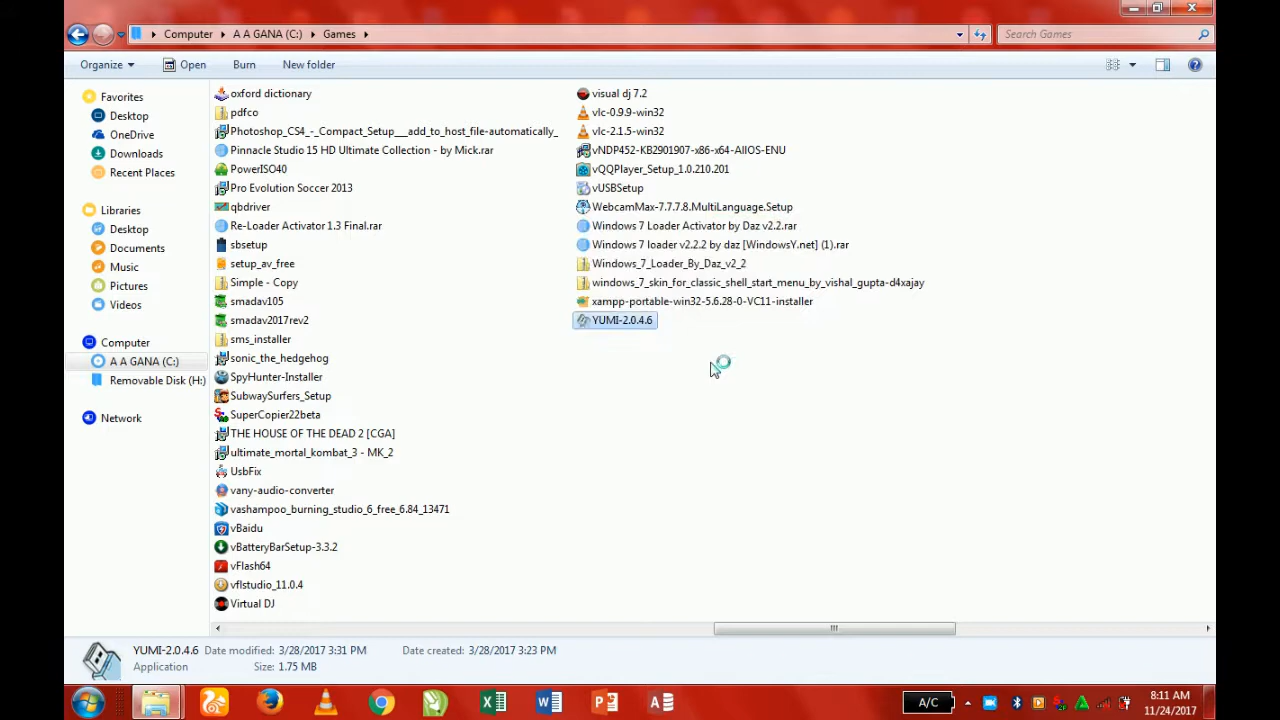 Computer A A GANA (C:) Games
Search Games
Organize Open Burn New folder
Favorites
Desktop
OneDrive
Downloads
Recent Places
Libraries
Desktop
Documents
Music
Pictures
Videos
Computer
A A GANA (C:)
Removable Disk (H:)
Network
oxford dictionary
pdfco
Photoshop_CS4_-_Compact_Setup___add_to_host_file-automatically_
Pinnacle Studio 15 HD Ultimate Collection - by Mick.rar
PowerISO40
Pro Evolution Soccer 2013
qbdriver
Re-Loader Activator 1.3 Final.rar
sbsetup
setup_av_free
Simple - Copy
smadav105
smadav2017rev2
sms_installer
sonic_the_hedgehog
SpyHunter-Installer
SubwaySurfers_Setup
SuperCopier22beta
THE HOUSE OF THE DEAD 2 [CGA]
ultimate_mortal_kombat_3 - MK_2
UsbFix
vany-audio-converter
vashampoo_burning_studio_6_free_6.84_13471
vBaidu
vBatteryBarSetup-3.3.2
vFlash64
vflstudio_11.0.4
Virtual DJ
visual dj 7.2
vlc-0.9.9-win32
vlc-2.1.5-win32
vNDP452-KB2901907-x86-x64-AllOS-ENU
vQQPlayer_Setup_1.0.210.201
vUSBSetup
WebcamMax-7.7.7.8.MultiLanguage.Setup
Windows 7 Loader Activator by Daz v2.2.rar
Windows 7 loader v2.2.2 by daz [WindowsY.net] (1).rar
Windows_7_Loader_By_Daz_v2_2
windows_7_skin_for_classic_shell_start_menu_by_vishal_gupta-d4xajay
xampp-portable-win32-5.6.28-0-VC11-installer
YUMI-2.0.4.6
YUMI-2.0.4.6 Date modified: 3/28/2017 3:31 PM Date created: 3/28/2017 3:23 PM
Application Size: 1.75 MB
A/C
8:11 AM
11/24/2017